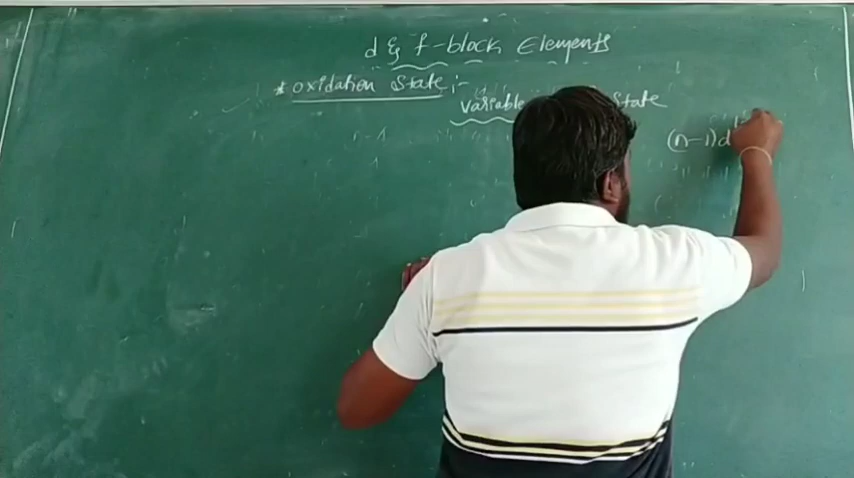 d & f-block Elements
* oxidation State :-
Variable State
(n-1)d